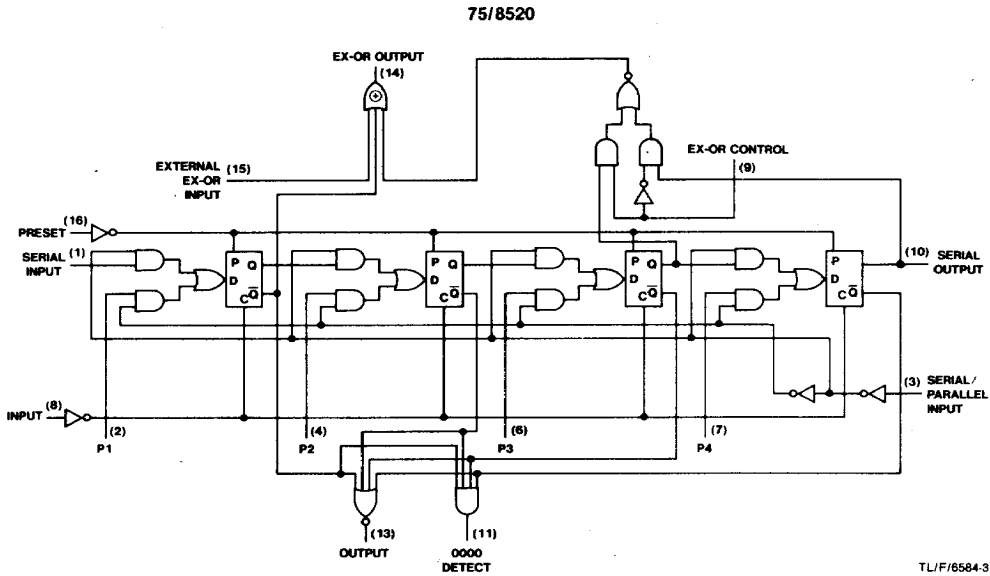 75/8520
EX-OR OUTPUT
(14)
EXTERNAL (15)
EX-OR
INPUT
EX-OR CONTROL
(9)
PRESET (16)
SERIAL (1)
INPUT
P Q
D
C Q
P Q
D
C Q
P Q
D
C Q
P
D
C Q
(10) SERIAL
OUTPUT
(3) SERIAL/
PARALLEL
INPUT
INPUT (8)
(2)
P1
(4)
P2
(6)
P3
(7)
P4
(13)
OUTPUT
(11)
0000
DETECT
TL/F/6584-3